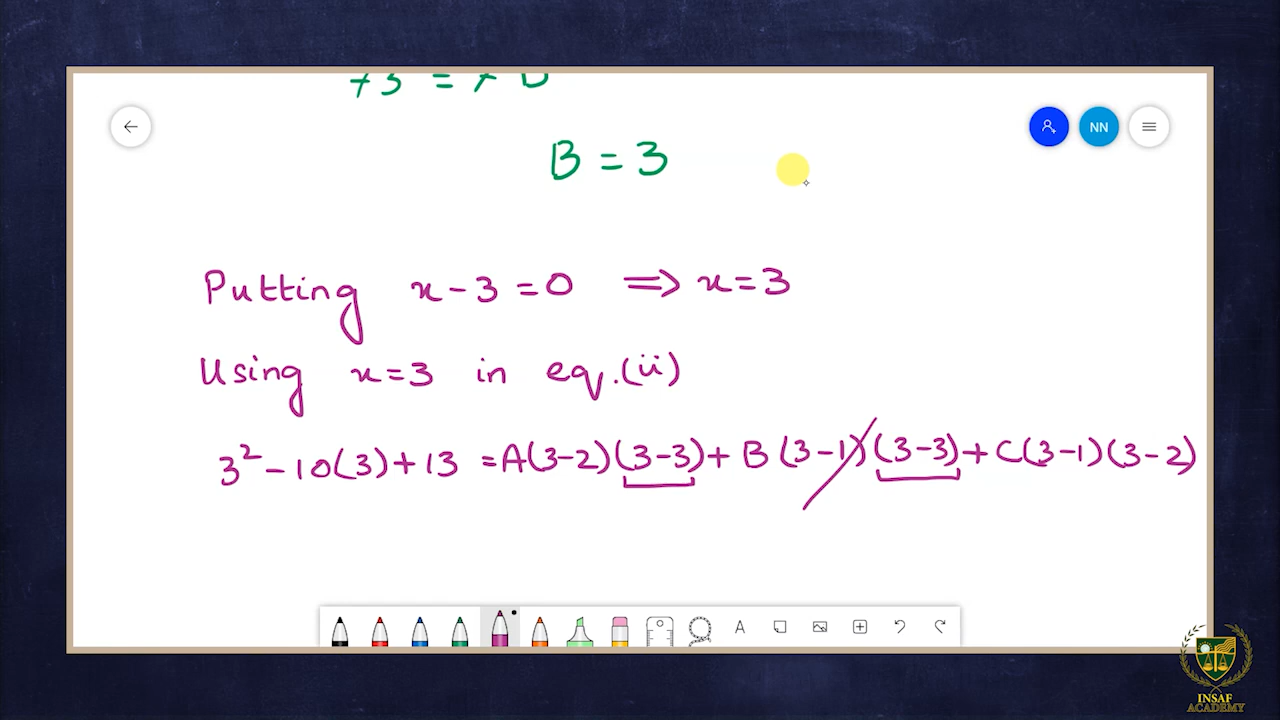 +3 = +B
B = 3
NN
Putting x-3=0 ⟹ x=3
Using x=3 in eq.(ii)
3² - 10(3) + 13 = A(3-2)(3-3) + B(3-1)(3-3) + C(3-1)(3-2)
A
INSAF
ACADEMY